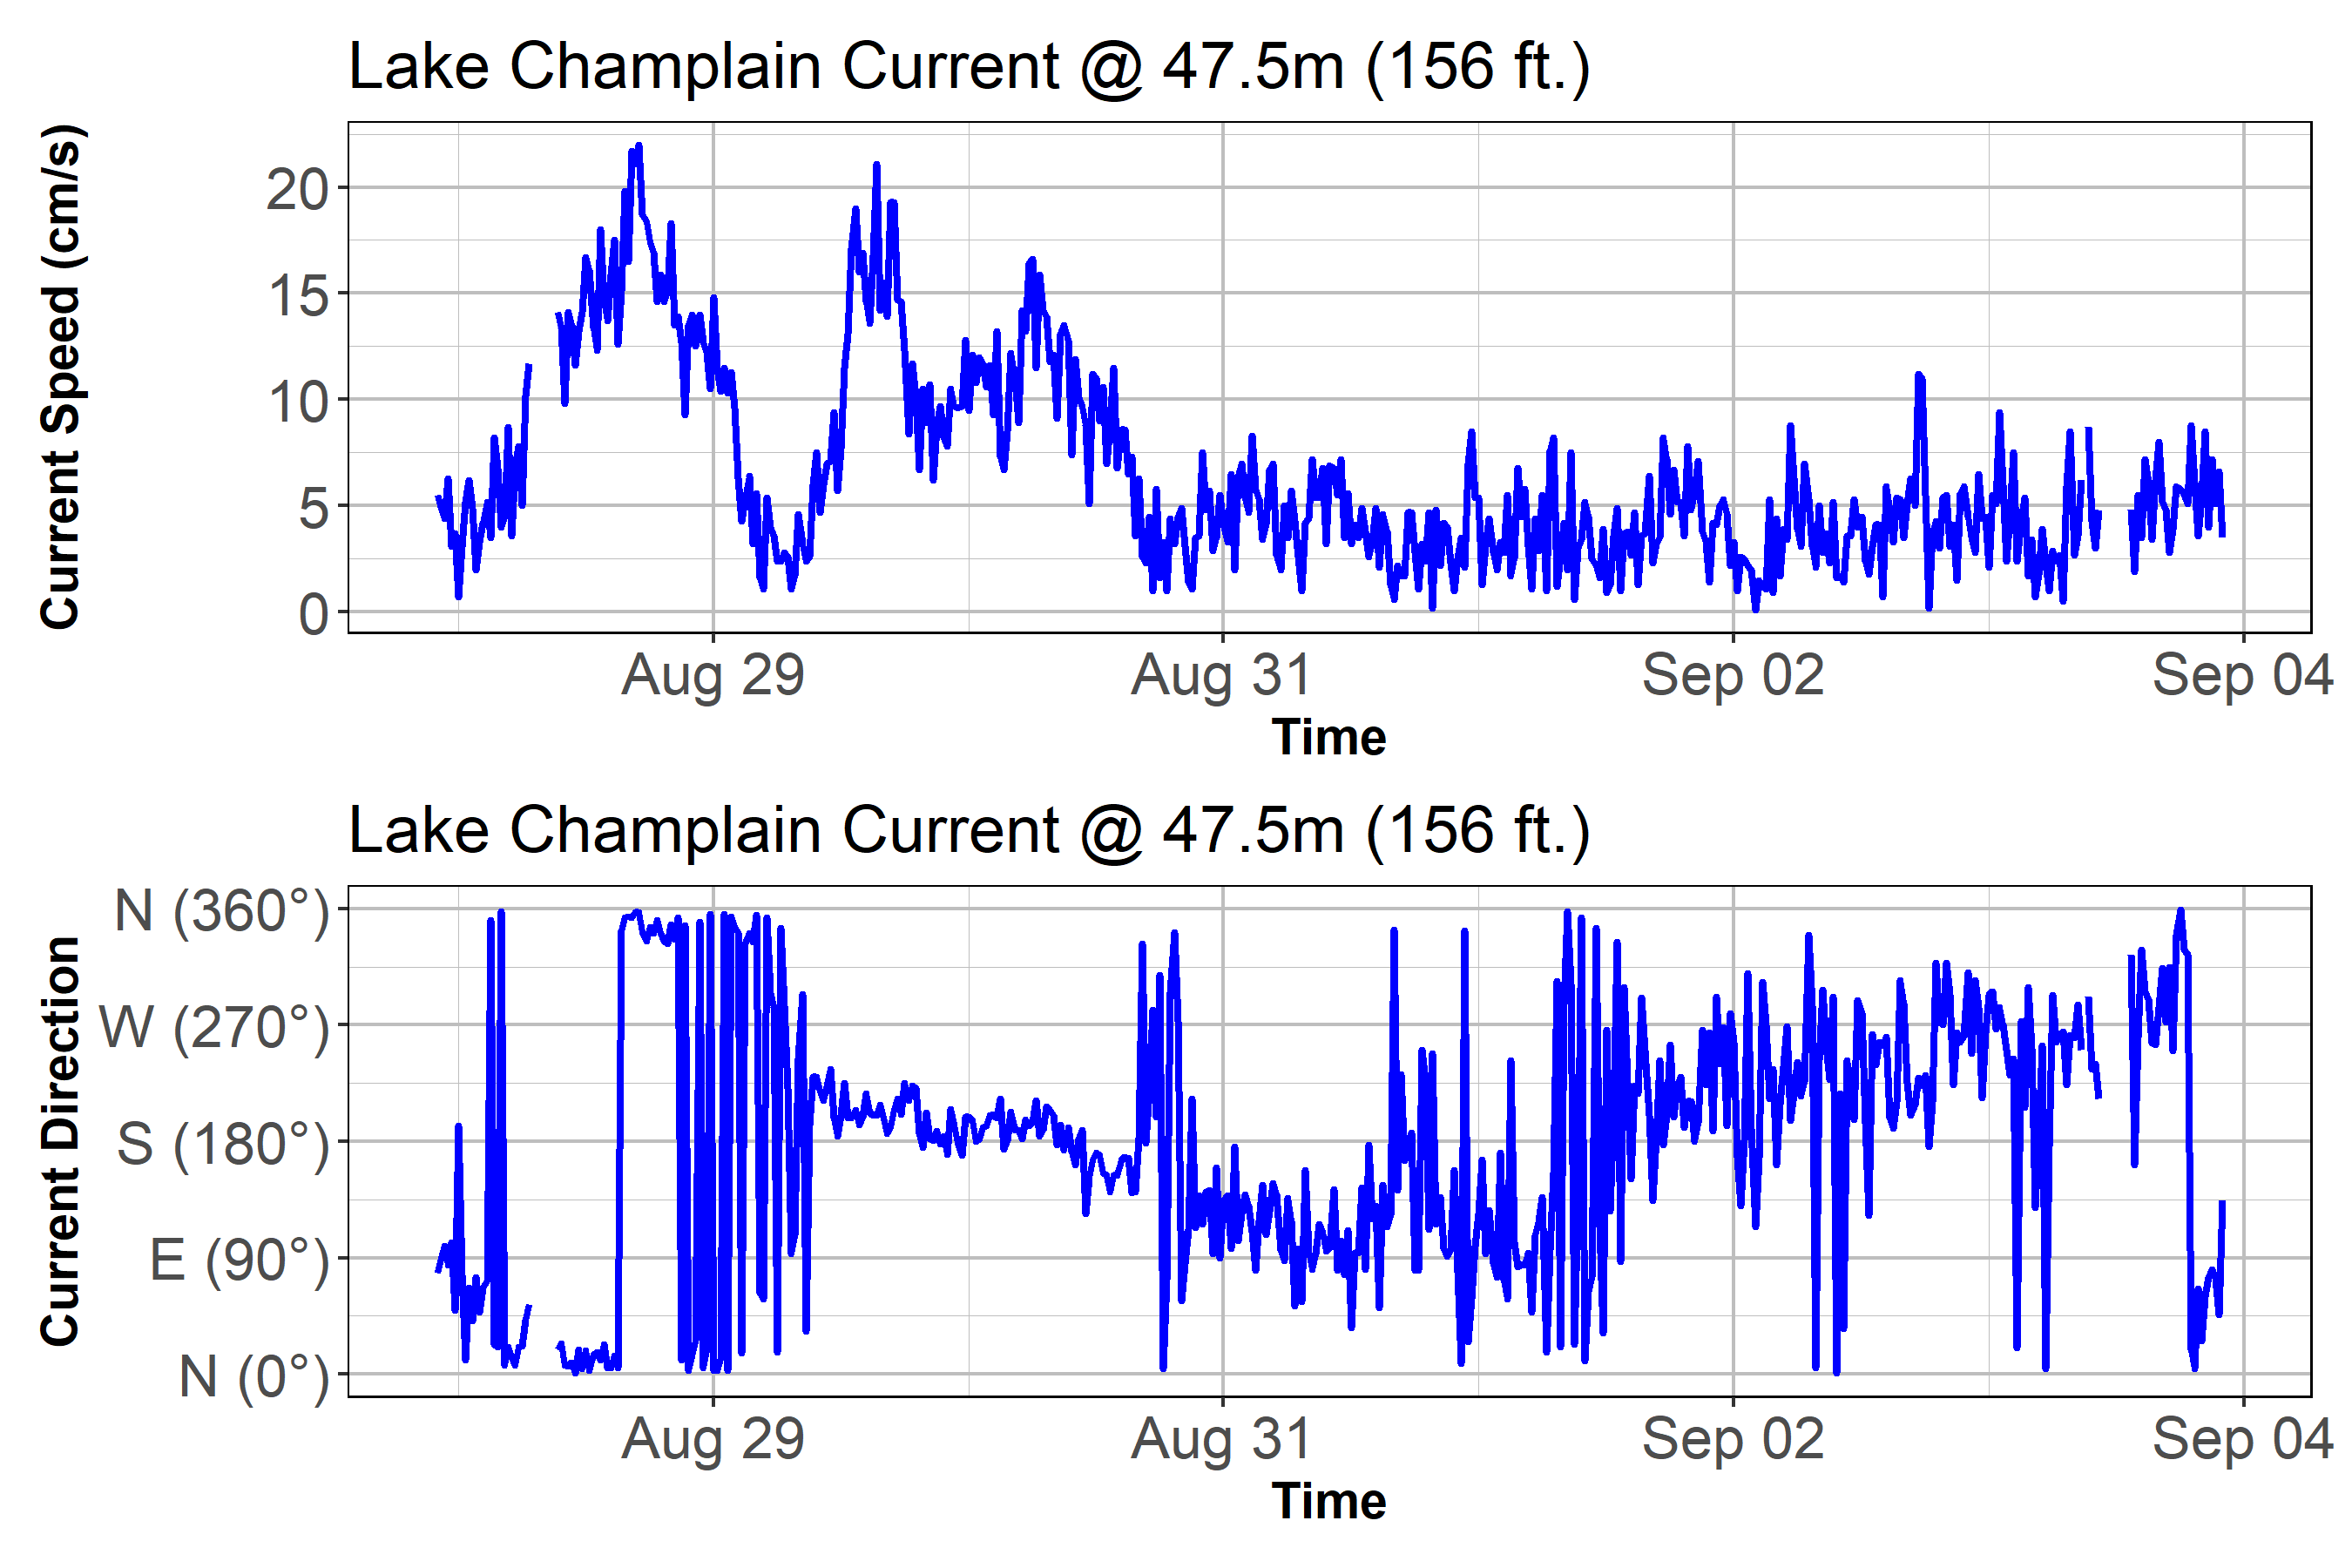 Lake Champlain Current @ 47.5m (156 ft.)
Current Speed (cm/s)
20
15
10
5
0
Aug 29 Aug 31 Sep 02 Sep 04
Time
Lake Champlain Current @ 47.5m (156 ft.)
Current Direction
N (360°)
W (270°)
S (180°)
E (90°)
N (0°)
Aug 29 Aug 31 Sep 02 Sep 04
Time